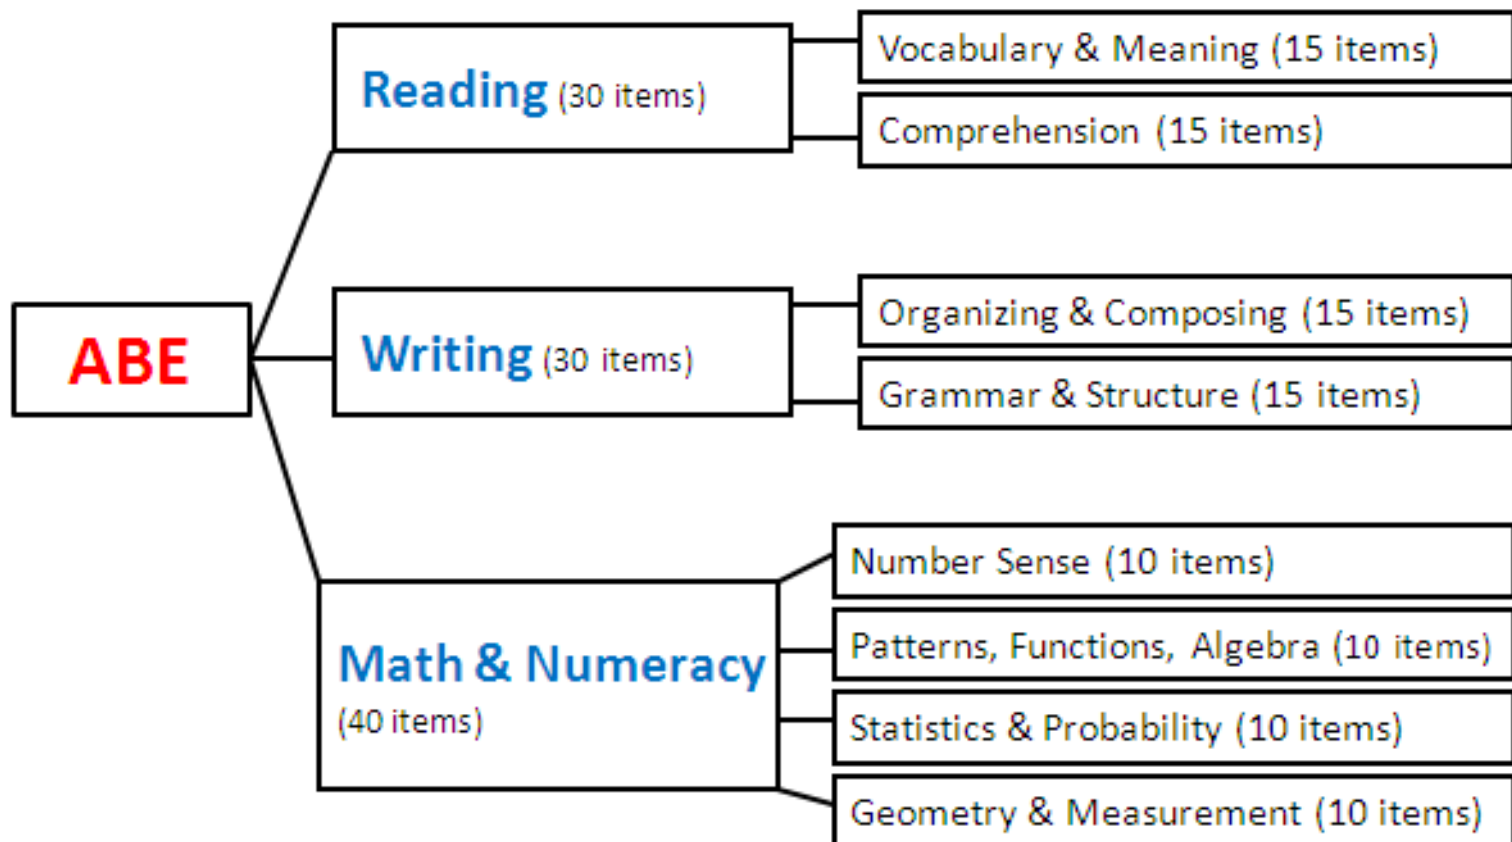 ABE
Reading (30 items)
Vocabulary & Meaning (15 items)
Comprehension (15 items)
Writing (30 items)
Organizing & Composing (15 items)
Grammar & Structure (15 items)
Math & Numeracy
(40 items)
Number Sense (10 items)
Patterns, Functions, Algebra (10 items)
Statistics & Probability (10 items)
Geometry & Measurement (10 items)